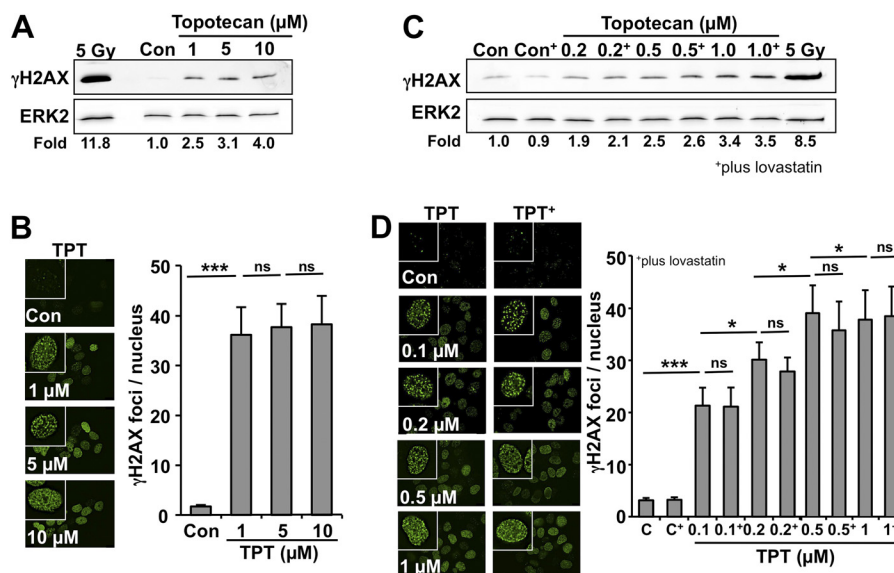 A
Topotecan (µM)
5 Gy Con 1 5 10
γH2AX
ERK2
Fold 11.8 1.0 2.5 3.1 4.0
C
Topotecan (µM)
Con Con+ 0.2 0.2+ 0.5 0.5+ 1.0 1.0+ 5 Gy
γH2AX
ERK2
Fold 1.0 0.9 1.9 2.1 2.5 2.6 3.4 3.5 8.5
+plus lovastatin
B
TPT
Con
1 µM
5 µM
10 µM
γH2AX foci / nucleus
50
40
30
20
10
0
*** ns ns
Con 1 5 10
TPT (µM)
D
TPT TPT+
Con
0.1 µM
0.2 µM
0.5 µM
1 µM
+plus lovastatin
γH2AX foci / nucleus
50
40
30
20
10
0
*** ns * ns * ns * ns
C C+ 0.1 0.1+ 0.2 0.2+ 0.5 0.5+ 1 1+
TPT (µM)